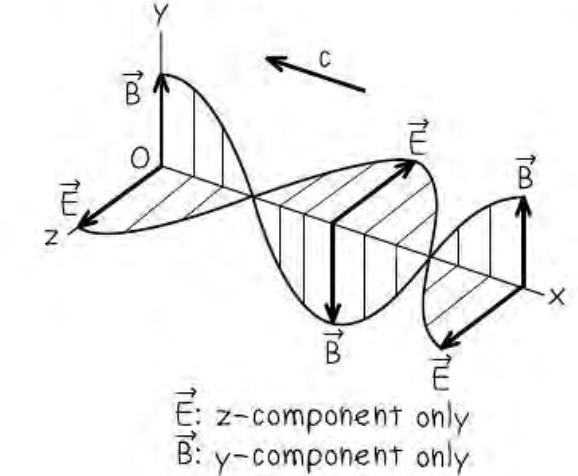 y
c
B⃗
E⃗
B⃗
O
E⃗
z
x
B⃗
E⃗
E⃗: z-component only
B⃗: y-component only